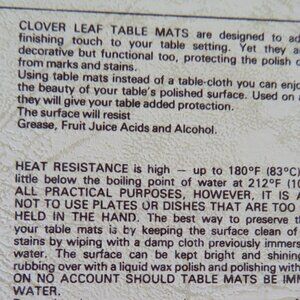 CLOVER LEAF TABLE MATS are designed to ad
finishing touch to your table setting. Yet they a
decorative but functional too, protecting the polish o
from marks and stains.
Using table mats instead of a table-cloth you can enjoy
the beauty of your table's polished surface. Used on a
they will give your table added protection.
The surface will resist
Grease, Fruit Juice Acids and Alcohol.
HEAT RESISTANCE is high — up to 180°F (83°C)
little below the boiling point of water at 212°F (10
ALL PRACTICAL PURPOSES, HOWEVER, IT IS A
NOT TO USE PLATES OR DISHES THAT ARE TOO
HELD IN THE HAND. The best way to preserve th
your table mats is by keeping the surface clean of
stains by wiping with a damp cloth previously immers
water. The surface can be kept bright and shining
rubbing over with a liquid wax polish and polishing with
ON NO ACCOUNT SHOULD TABLE MATS BE IMM
WATER.